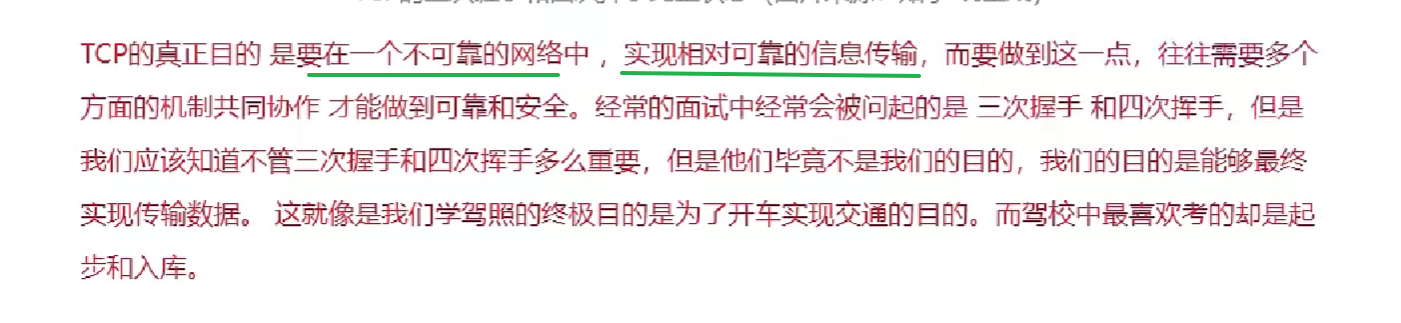 TCP的真正目的 是要在一个不可靠的网络中 ，实现相对可靠的信息传输，而要做到这一点，往往需要多个
方面的机制共同协作 才能做到可靠和安全。经常的面试中经常会被问起的是 三次握手 和四次挥手，但是
我们应该知道不管三次握手和四次挥手多么重要，但是他们毕竟不是我们的目的，我们的目的是能够最终
实现传输数据。 这就像是我们学驾照的终极目的是为了开车实现交通的目的。而驾校中最喜欢考的却是起
步和入库。